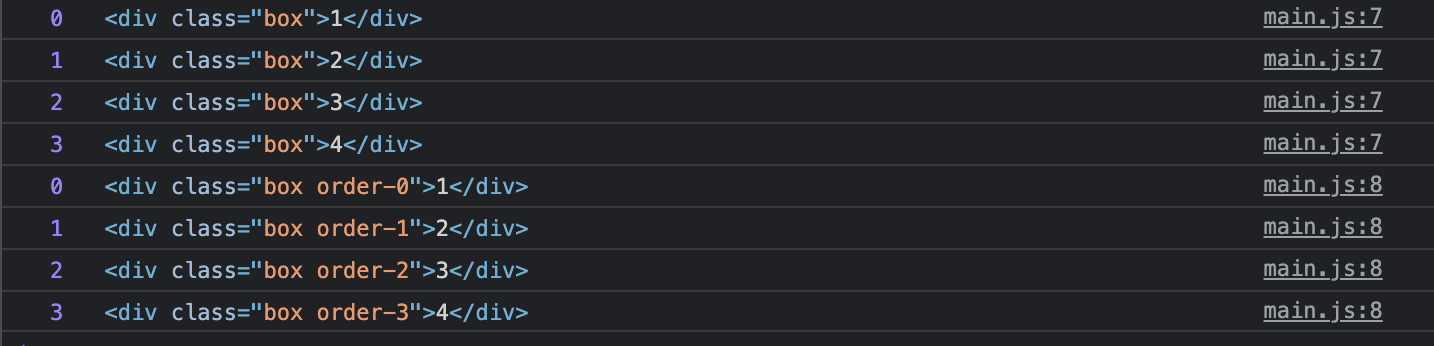 0 <div class="box">1</div> main.js:7
1 <div class="box">2</div> main.js:7
2 <div class="box">3</div> main.js:7
3 <div class="box">4</div> main.js:7
0 <div class="box order-0">1</div> main.js:8
1 <div class="box order-1">2</div> main.js:8
2 <div class="box order-2">3</div> main.js:8
3 <div class="box order-3">4</div> main.js:8